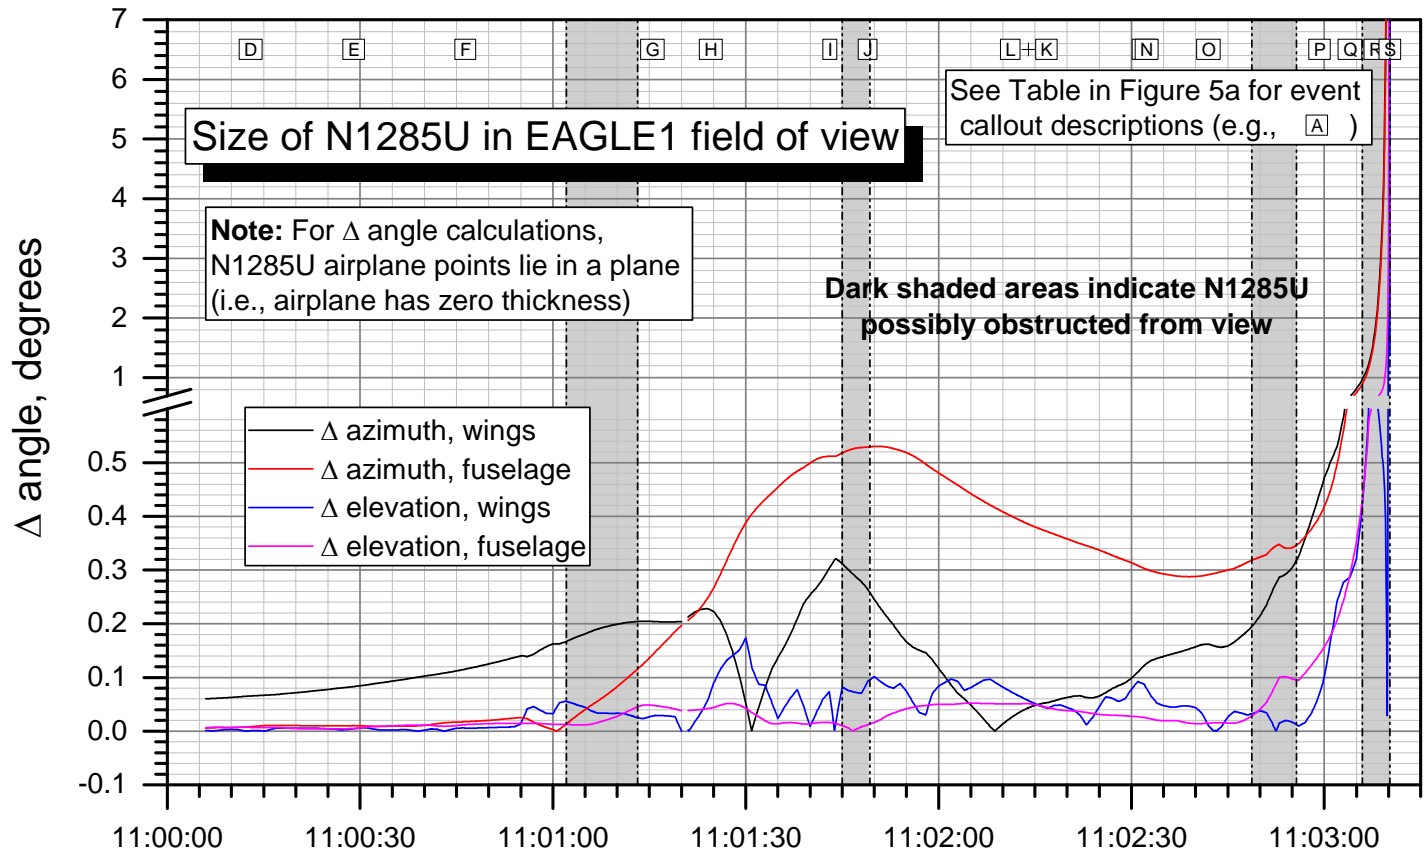 7
D E F G H I J L+K N O P Q R S
6
See Table in Figure 5a for event
callout descriptions (e.g., A )
5
Size of N1285U in EAGLE1 field of view
4
Note: For Δ angle calculations,
N1285U airplane points lie in a plane
(i.e., airplane has zero thickness)
3
Dark shaded areas indicate N1285U
possibly obstructed from view
2
1
Δ angle, degrees
Δ azimuth, wings
Δ azimuth, fuselage
Δ elevation, wings
Δ elevation, fuselage
0.5
0.4
0.3
0.2
0.1
0.0
-0.1
11:00:00 11:00:30 11:01:00 11:01:30 11:02:00 11:02:30 11:03:00